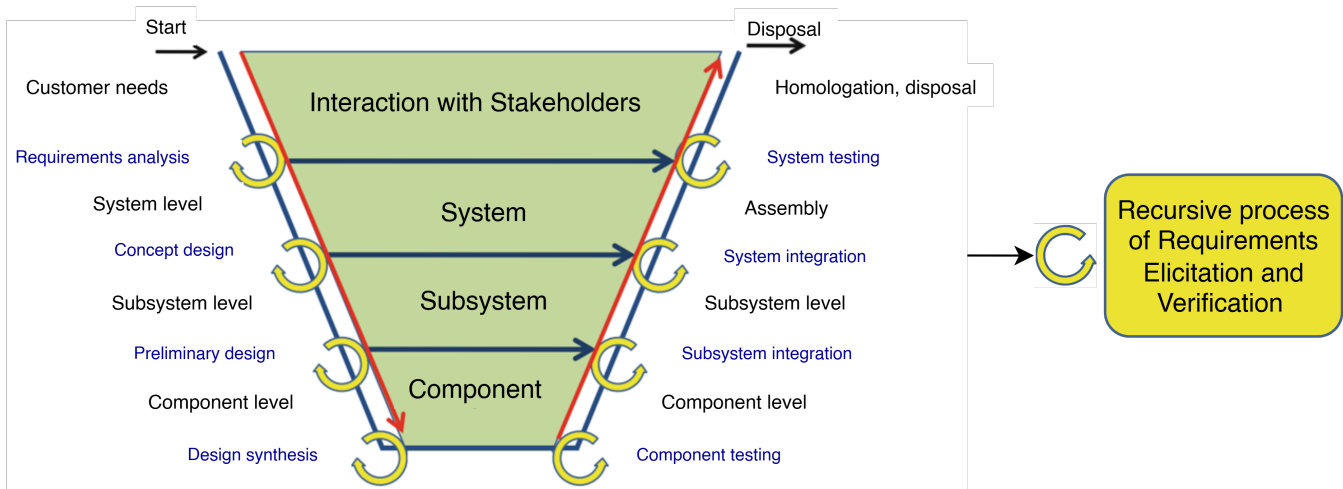 Start
Disposal
Customer needs
Interaction with Stakeholders
Homologation, disposal
Requirements analysis
System testing
System level
System
Assembly
Concept design
System integration
Subsystem level
Subsystem
Subsystem level
Preliminary design
Subsystem integration
Component level
Component
Component level
Design synthesis
Component testing
Recursive process
of Requirements
Elicitation and
Verification